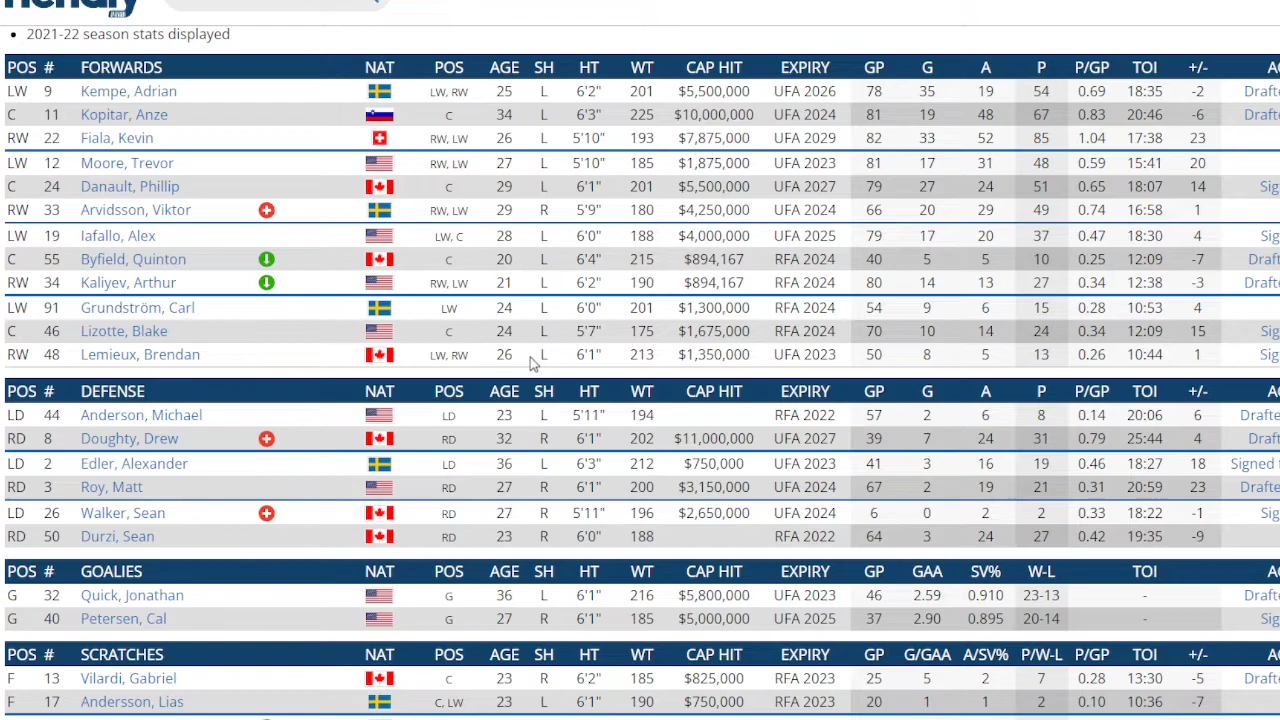 • 2021-22 season stats displayed
POS # FORWARDS NAT POS AGE SH HT WT CAP HIT EXPIRY GP G A P P/GP TOI +/-
LW 9 Kempe, Adrian LW, RW 25 L 6'2" 201 $5,500,000 UFA 2026 78 35 19 54 0.69 18:35 -2 Drafte
C 11 Kopitar, Anze C 34 L 6'3" 225 $10,000,000 UFA 2024 81 19 48 67 0.83 20:46 -6 Drafte
RW 22 Fiala, Kevin RW, LW 26 L 5'10" 193 $7,875,000 UFA 2029 82 33 52 85 1.04 17:38 23
LW 12 Moore, Trevor RW, LW 27 L 5'10" $1,875,000 UFA 2023 81 17 31 48 0.59 15:41 20
C 24 Danault, Phillip C 29 L 6'1" 201 $5,500,000 UFA 2027 79 27 24 51 0.65 18:07 14 Sig
RW 33 Arvidsson, Viktor RW, LW 29 R 5'9" 180 $4,250,000 UFA 2024 66 20 29 49 0.74 16:58 1
LW 19 Iafallo, Alex LW, C 28 L 6'0" $4,000,000 UFA 2025 79 17 20 37 0.47 18:30 4 Sig
C 55 Byfield, Quinton C 20 L 6'4" 215 $894,167 RFA 2024 40 5 5 10 0.25 12:09 -7 Draft
RW 34 Kaliyev, Arthur RW, LW 21 L 6'2" 190 $894,167 RFA 2024 80 14 13 27 0.34 12:38 -3 Drafte
LW 91 Grundström, Carl LW 24 L 6'0" 201 $1,300,000 RFA 2024 54 9 6 15 0.28 10:53 4
C 46 Lizotte, Blake C 24 L 5'7" 175 $1,675,000 RFA 2024 70 10 14 24 0.34 12:09 15 Sig
RW 48 Lemieux, Brendan LW, RW 26 L 6'1" 213 $1,350,000 UFA 2023 50 8 5 13 0.26 10:44 1 Sig
POS # DEFENSE NAT POS AGE SH HT WT CAP HIT EXPIRY GP G A P P/GP TOI +/-
LD 44 Anderson, Michael LD 23 L 5'11" 194 RFA 2022 57 2 6 8 0.14 20:06 6 Drafte
RD 8 Doughty, Drew RD 32 R 6'1" 202 $11,000,000 UFA 2027 39 7 24 31 0.79 25:44 4 Draft
LD 2 Edler, Alexander LD 36 L 6'3" 212 $750,000 UFA 2023 41 3 16 19 0.46 18:27 18 Signed
RD 3 Roy, Matt RD 27 R 6'1" 200 $3,150,000 UFA 2024 67 2 19 21 0.31 20:59 23 Drafte
LD 26 Walker, Sean RD 27 R 5'11" 196 $2,650,000 UFA 2024 6 0 2 2 0.33 18:22 -1 Sig
RD 50 Durzi, Sean RD 23 R 6'0" 188 RFA 2022 64 3 24 27 0.42 19:35 -9
POS # GOALIES NAT POS AGE SH HT WT CAP HIT EXPIRY GP GAA SV% W-L TOI
G 32 Quick, Jonathan G 36 L 6'1" 216 $5,800,000 UFA 2023 46 2.59 0.910 23-13 - Drafte
G 40 Petersen, Cal G 27 R 6'1" 185 $5,000,000 UFA 2025 37 2.90 0.895 20-14 - Sig
POS # SCRATCHES NAT POS AGE SH HT WT CAP HIT EXPIRY GP G/GAA A/SV% P/W-L P/GP TOI +/-
F 13 Vilardi, Gabriel C 23 R 6'2" $825,000 RFA 2023 25 5 2 7 0.28 13:30 -5 Draft
F 17 Andersson, Lias C, LW 23 L 6'0" $750,000 RFA 2023 20 1 1 2 0.10 10:36 -7